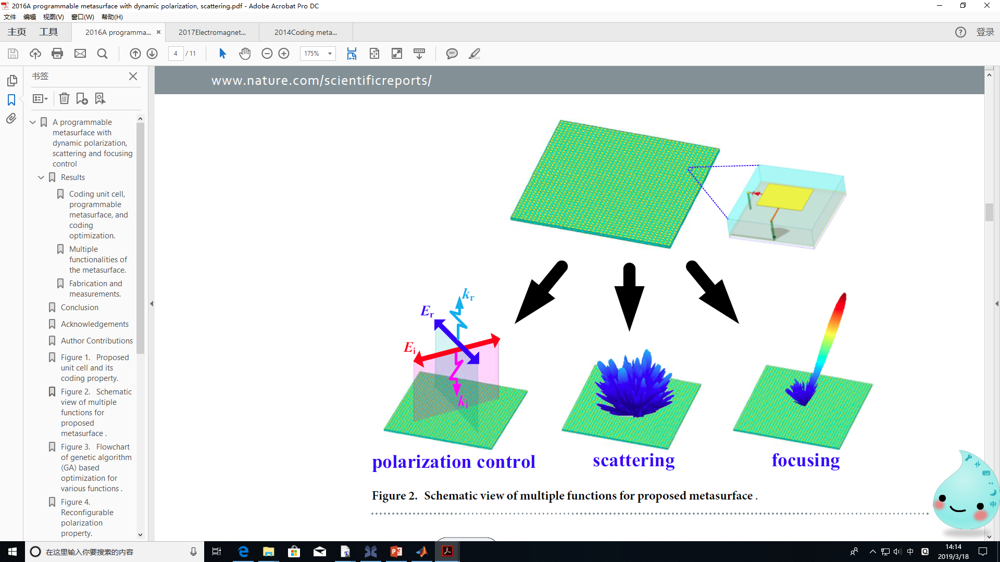 2016A programmable metasurface with dynamic polarization, scattering.pdf - Adobe Acrobat Pro DC
文件 编辑 视图(V) 窗口(W) 帮助(H)
主页 工具 2016A programma... × 2017Electromagnet... 2014Coding meta... 登录
4 / 11 175%
书签
A programmable
metasurface with
dynamic polarization,
scattering and focusing
control
Results
Coding unit cell,
programmable
metasurface, and
coding
optimization.
Multiple
functionalities of
the metasurface.
Fabrication and
measurements.
Conclusion
Acknowledgements
Author Contributions
Figure 1. Proposed
unit cell and its
coding property.
Figure 2. Schematic
view of multiple
functions for
proposed
metasurface .
Figure 3. Flowchart
of genetic algorithm
(GA) based
optimization for
various functions .
Figure 4.
Reconfigurable
polarization
property.
www.nature.com/scientificreports/
kr
Er
Ei
ki
polarization control
scattering
focusing
Figure 2. Schematic view of multiple functions for proposed metasurface .
中
在这里输入你要搜索的内容
中
14:14
2019/3/18